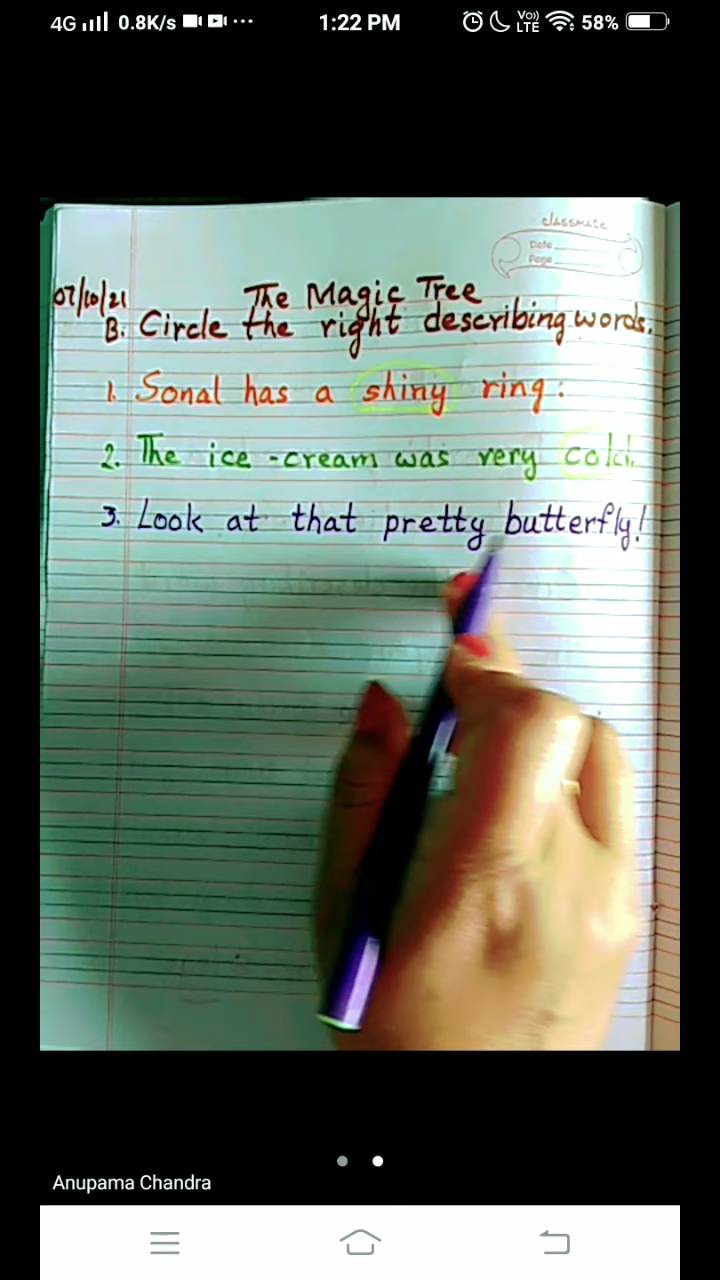 4G 0.8K/s ... 1:22 PM Vo)) LTE 58%
classmate
Date
Page
07/10/21 The Magic Tree
B. Circle the right describing words.
1. Sonal has a shiny ring.
2. The ice-cream was very cold.
3. Look at that pretty butterfly!
Anupama Chandra